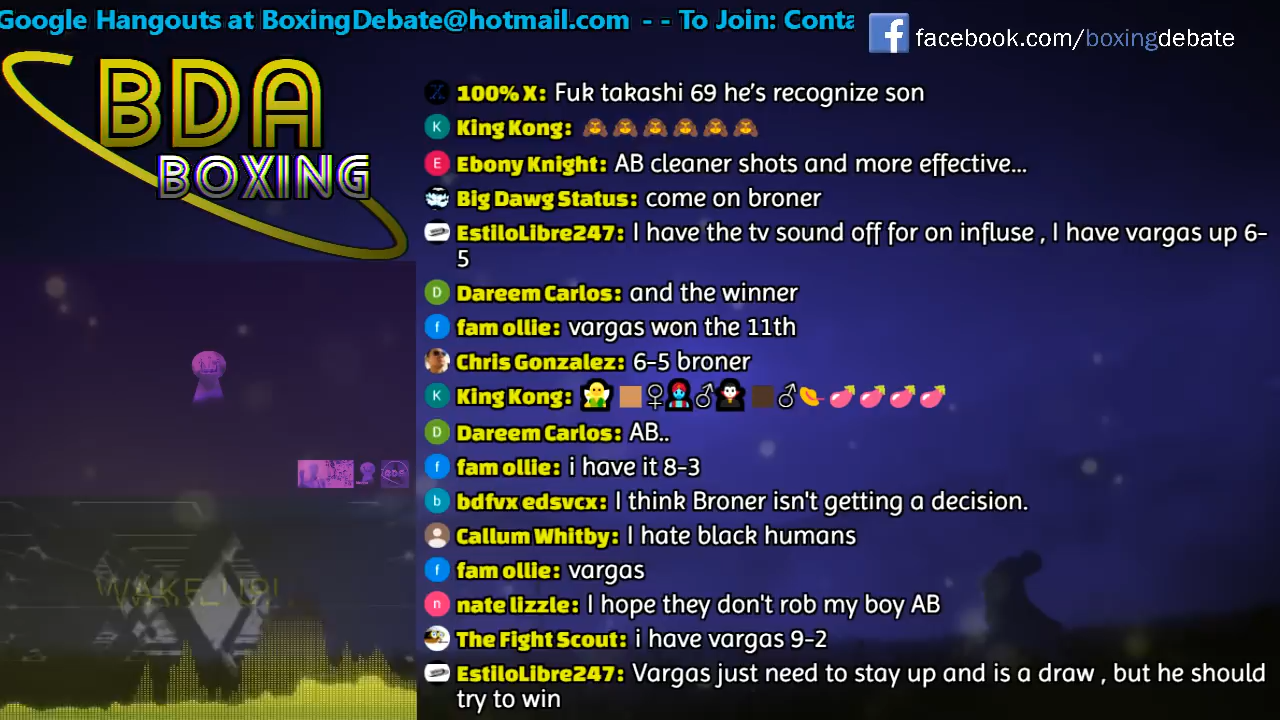 Google Hangouts at BoxingDebate@hotmail.com - - To Join: Conta
facebook.com/boxingdebate
BDA
BOXING
100% X: Fuk takashi 69 he’s recognize son
King Kong: 🙈🙈🙈🙈🙈🙈
Ebony Knight: AB cleaner shots and more effective...
Big Dawg Status: come on broner
EstiloLibre247: I have the tv sound off for on influse , I have vargas up 6-
5
Dareem Carlos: and the winner
fam ollie: vargas won the 11th
Chris Gonzalez: 6-5 broner
King Kong: 🧚🏽♀🧟♂🧛🏿♂👒🍆🍆🍆🍆
Dareem Carlos: AB..
fam ollie: i have it 8-3
bdfvx edsvcx: I think Broner isn't getting a decision.
Callum Whitby: I hate black humans
fam ollie: vargas
nate lizzle: I hope they don't rob my boy AB
The Fight Scout: i have vargas 9-2
EstiloLibre247: Vargas just need to stay up and is a draw , but he should
try to win
WAKE UP!